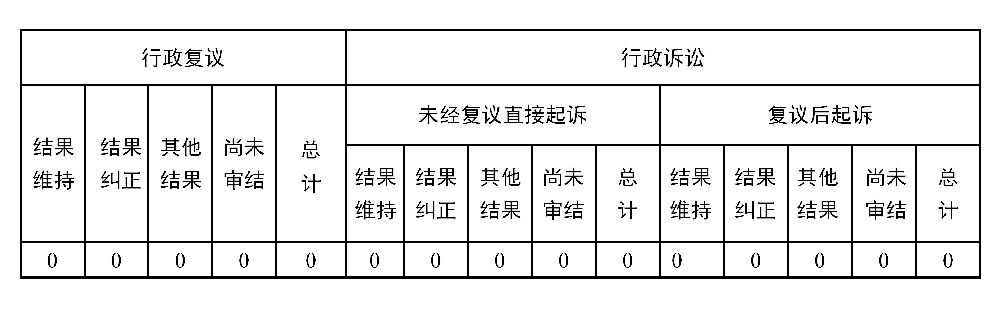 行政复议
行政诉讼
未经复议直接起诉
复议后起诉
结果
维持
结果
纠正
其他
结果
尚未
审结
总
计
结果
维持
结果
纠正
其他
结果
尚未
审结
总
计
结果
维持
结果
纠正
其他
结果
尚未
审结
总
计
0 0 0 0 0 0 0 0 0 0 0 0 0 0 0